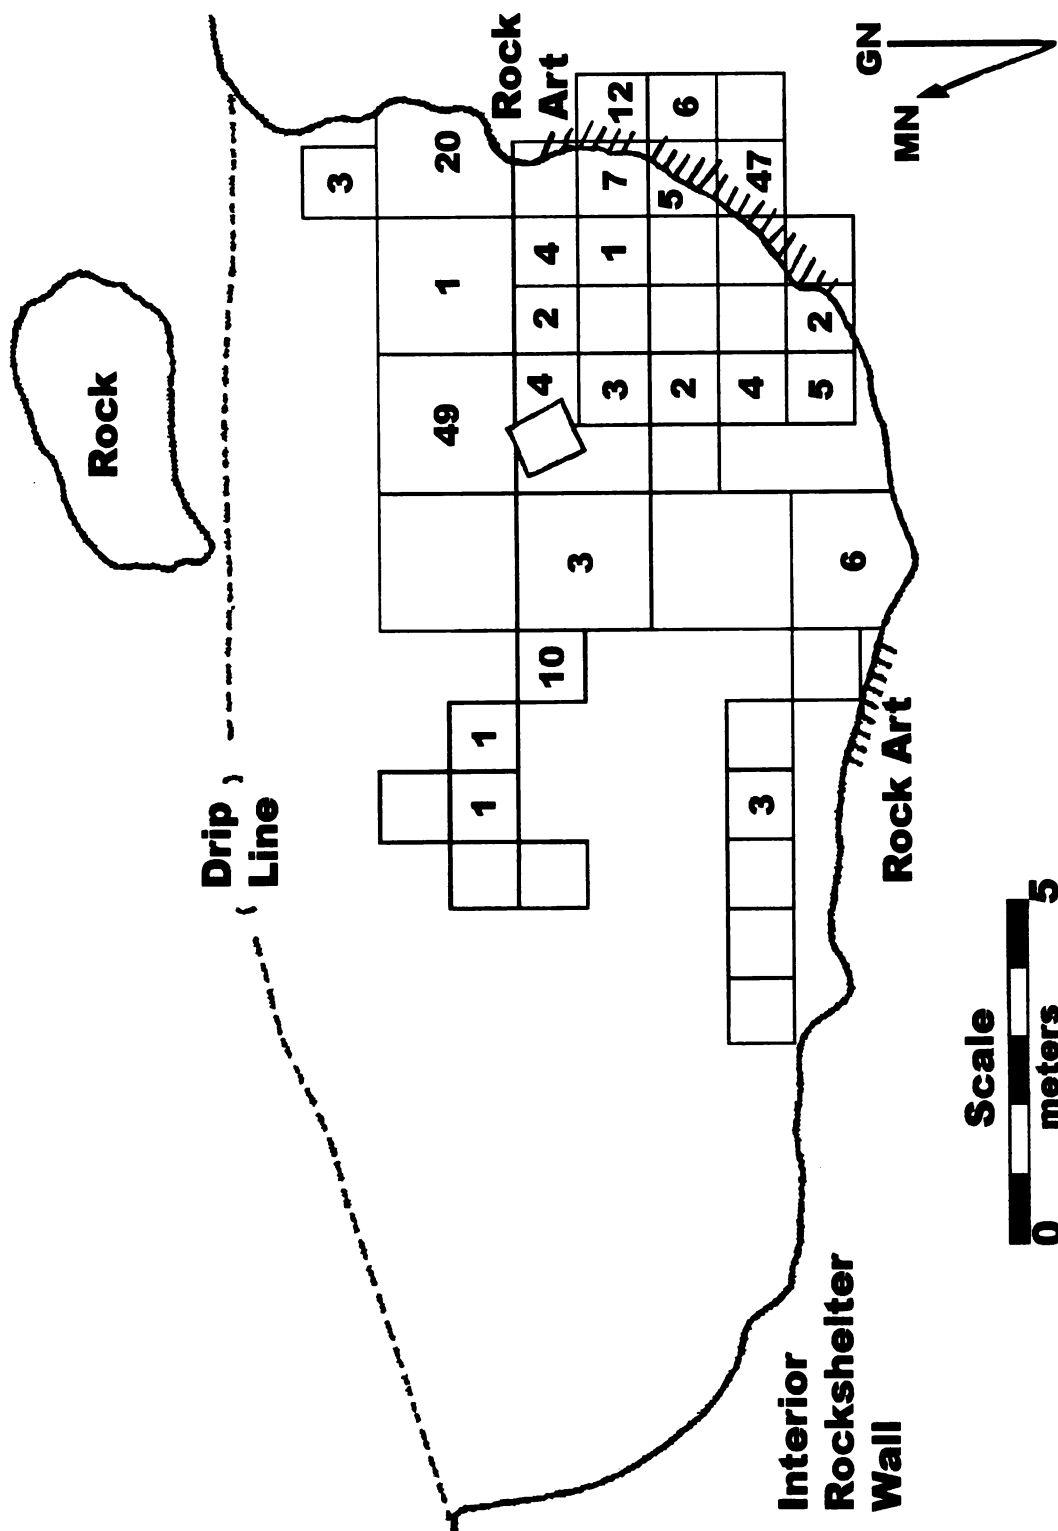 Rock
Drip
Line
3
49 1 20
1 1
Rock
Art
10 4 2 4
3
3 1 7 12
2 5 6
3 4 47
5 2
6
Interior
Rockshelter
Wall
Rock Art
GN
MN
Scale
0 meters 5